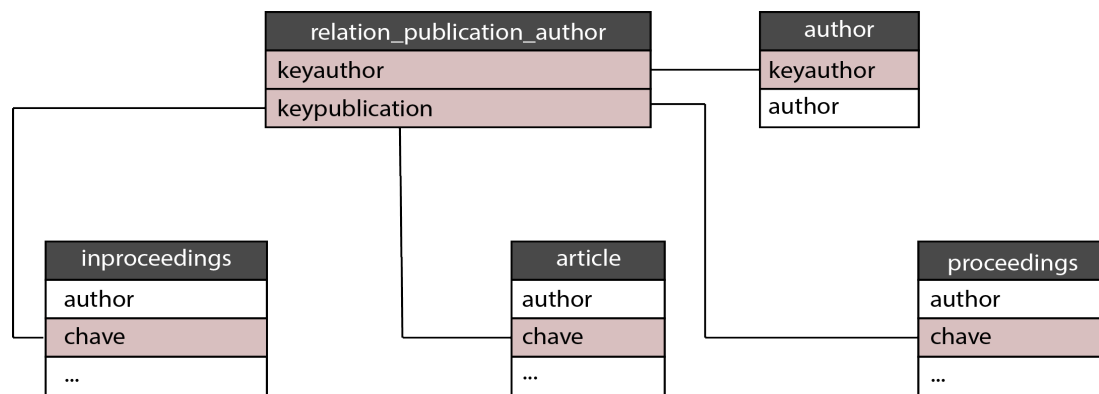 relation_publication_author
keyauthor
keypublication
author
keyauthor
author
inproceedings
author
chave
...
article
author
chave
...
proceedings
author
chave
...